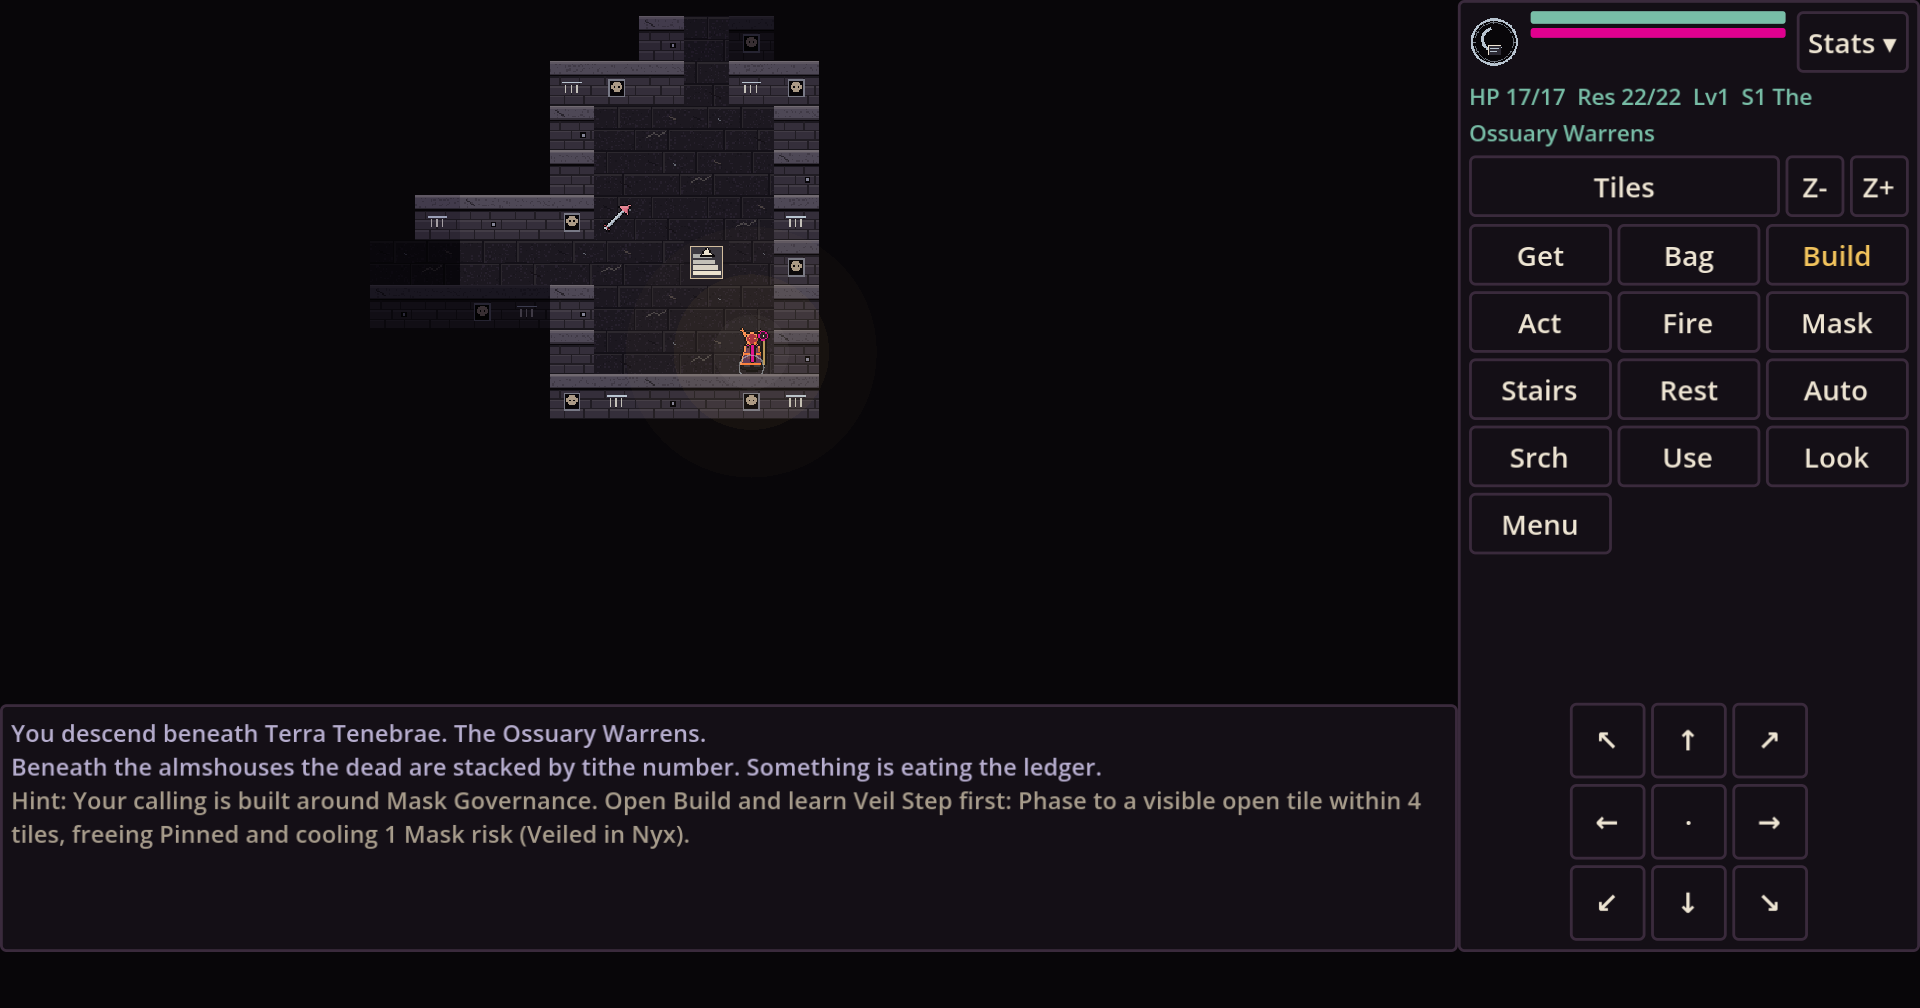 Stats ▾
HP 17/17 Res 22/22 Lv1 S1 The
Ossuary Warrens
Tiles Z- Z+
Get Bag Build
Act Fire Mask
Stairs Rest Auto
Srch Use Look
Menu
You descend beneath Terra Tenebrae. The Ossuary Warrens.
Beneath the almshouses the dead are stacked by tithe number. Something is eating the ledger.
Hint: Your calling is built around Mask Governance. Open Build and learn Veil Step first: Phase to a visible open tile within 4
tiles, freeing Pinned and cooling 1 Mask risk (Veiled in Nyx).
↖ ↑ ↗
← · →
↙ ↓ ↘